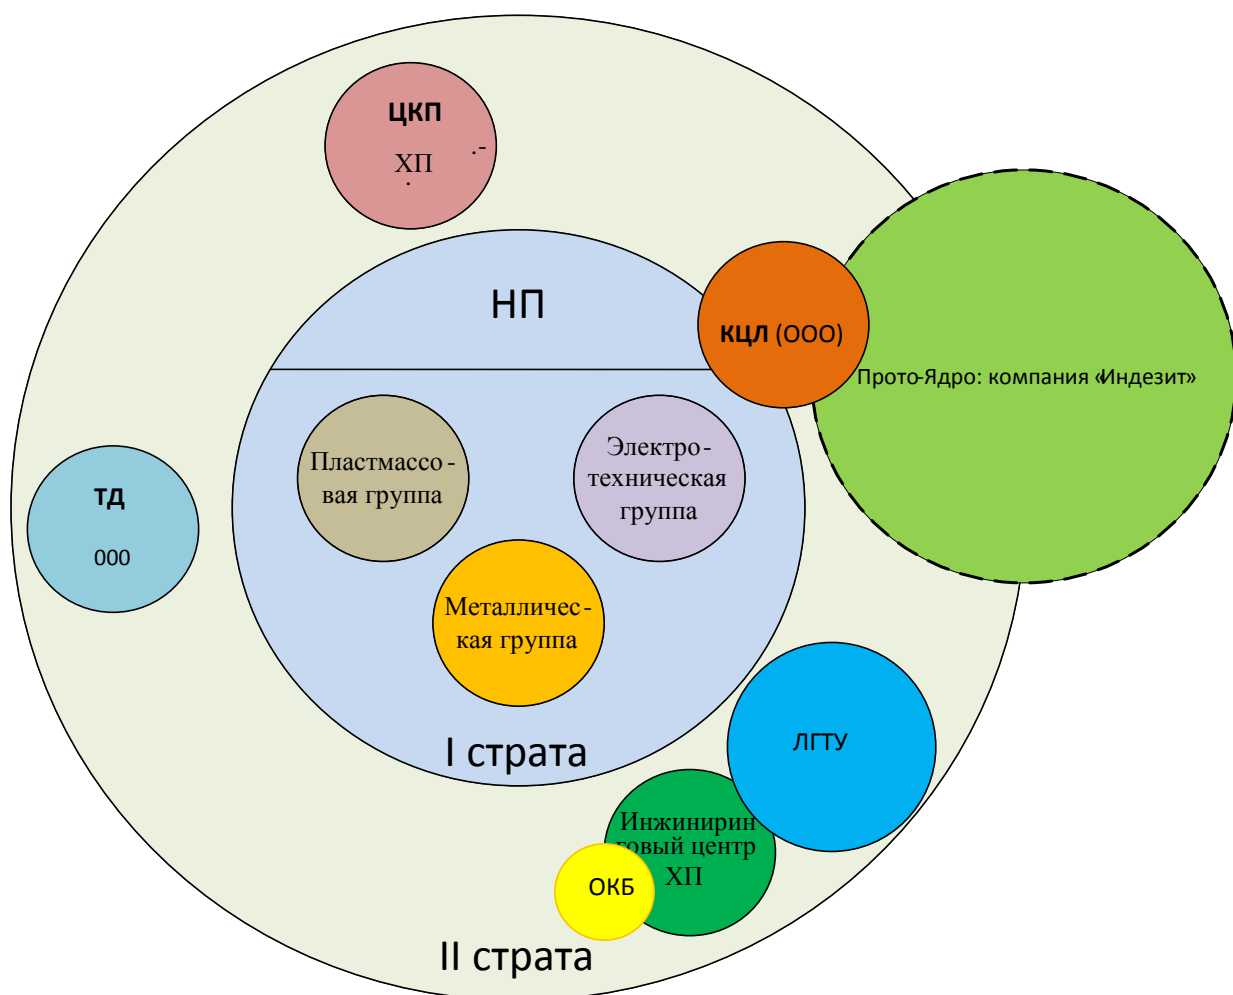 ЦКП
ХП
НП
КЦЛ (ООО)
Прото-Ядро: компания «Индезит»
Пластмассо-
вая группа
Электро-
техническая
группа
ТД
ООО
Металличес-
кая группа
I страта
ЛГТУ
Инжинирин
говый центр
ХП
ОКБ
II страта